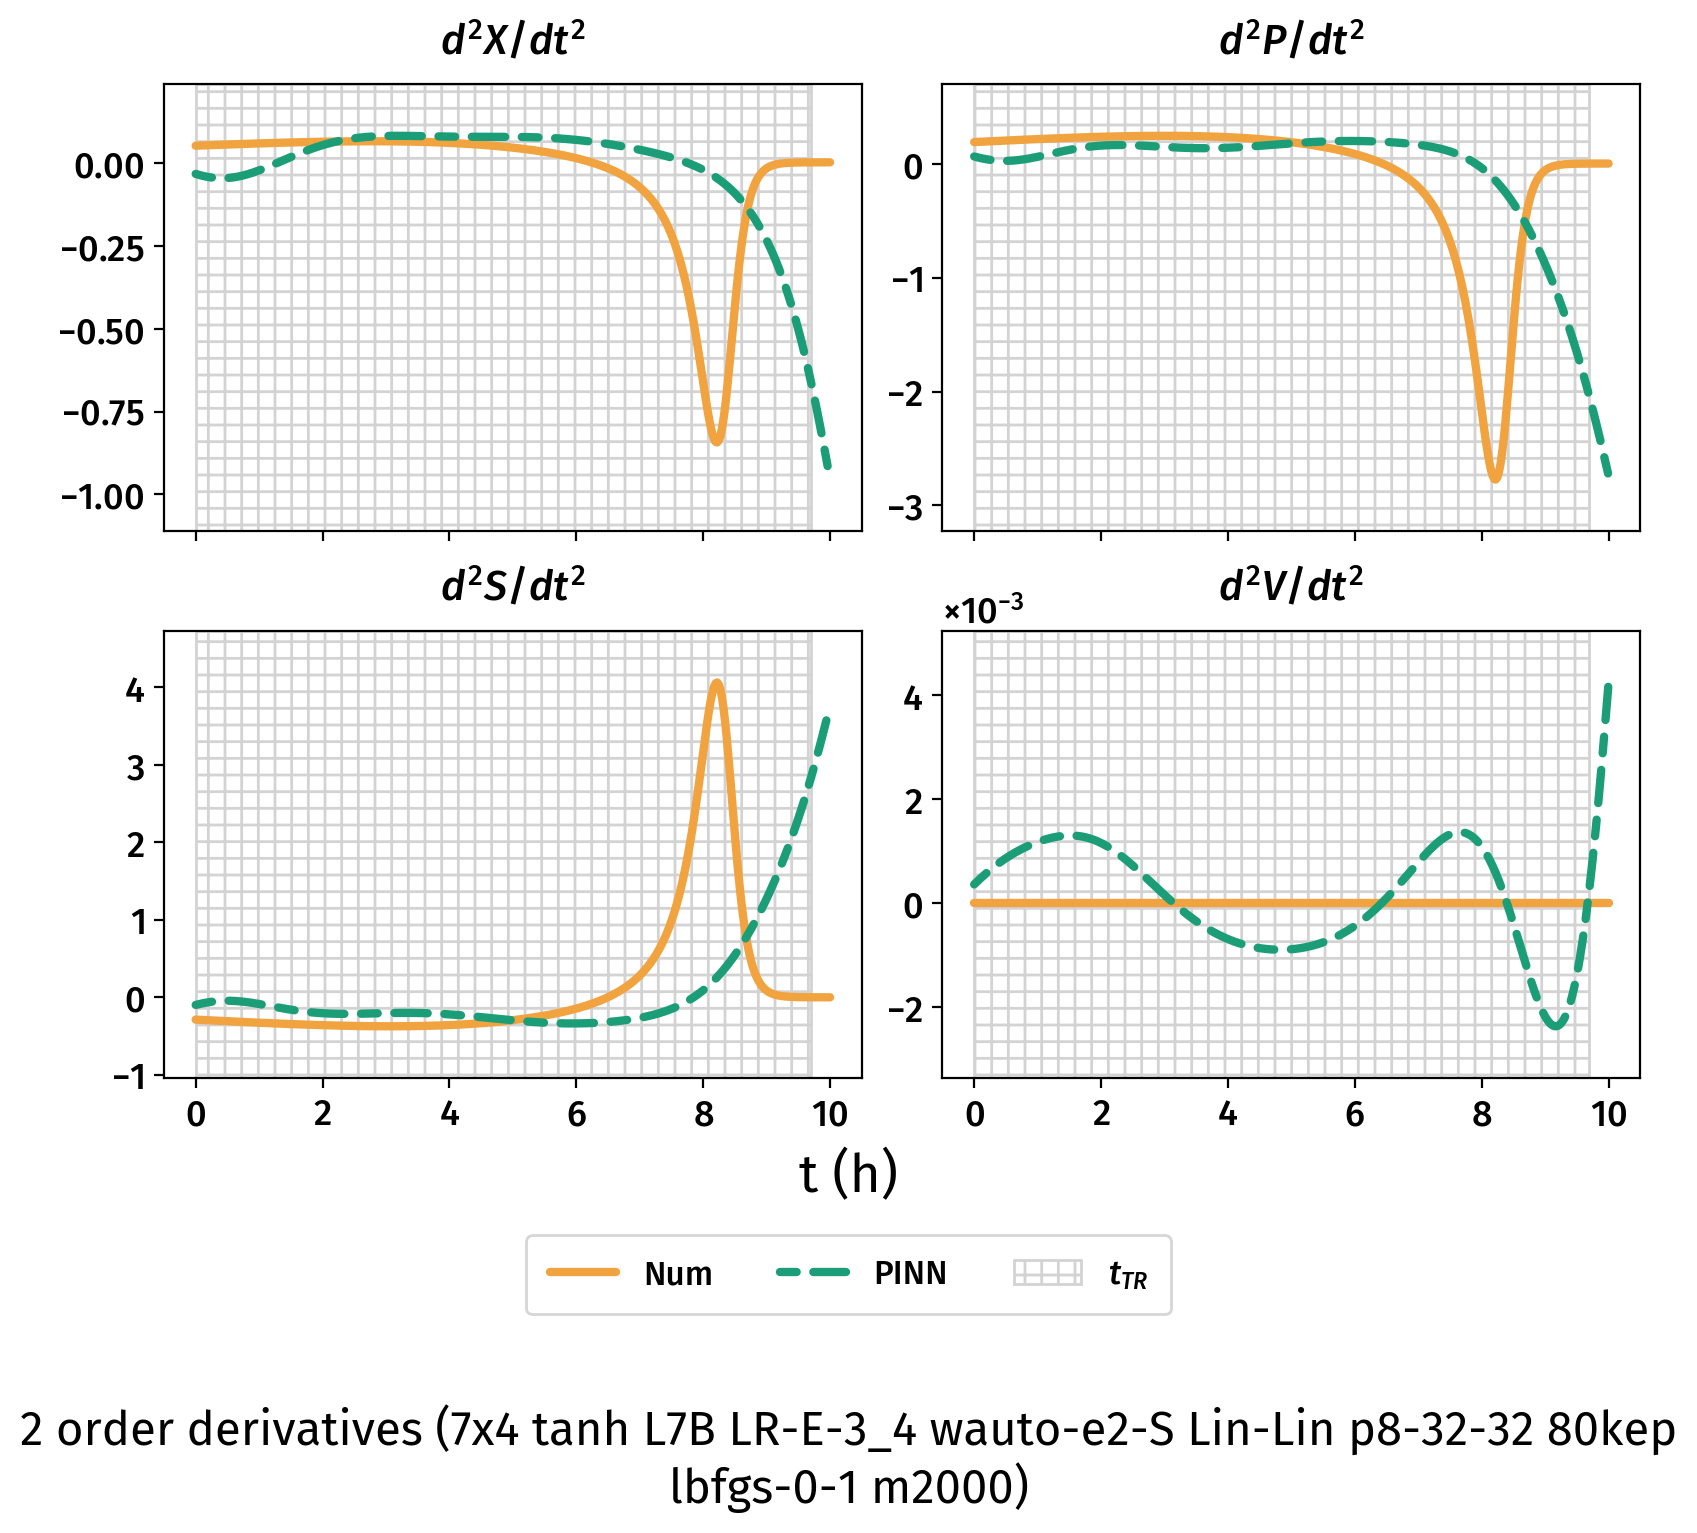 d²X/dt²
d²P/dt²
0.00
−0.25
−0.50
−0.75
−1.00
0
−1
−2
−3
d²S/dt²
d²V/dt²
×10⁻³
4
3
2
1
0
−1
4
2
0
−2
0 2 4 6 8 10
0 2 4 6 8 10
t (h)
Num PINN t_TR
2 order derivatives (7x4 tanh L7B LR-E-3_4 wauto-e2-S Lin-Lin p8-32-32 80kep
lbfgs-0-1 m2000)